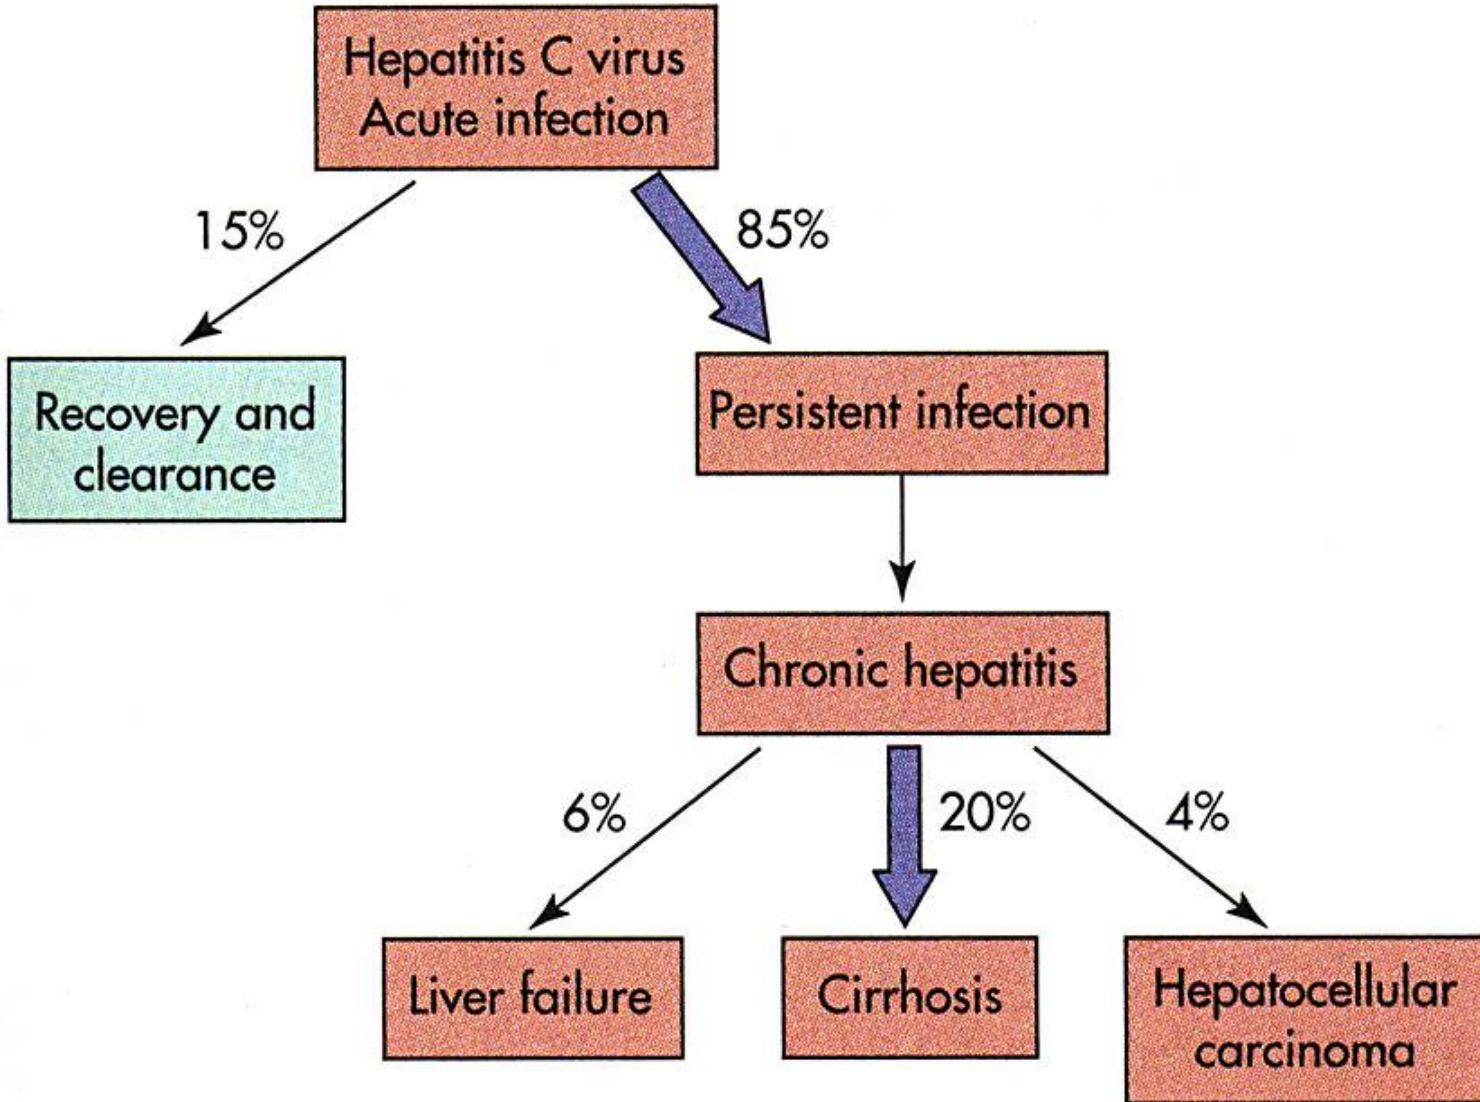 Hepatitis C virus
Acute infection
15%
85%
Recovery and
clearance
Persistent infection
Chronic hepatitis
6%
20%
4%
Liver failure
Cirrhosis
Hepatocellular
carcinoma